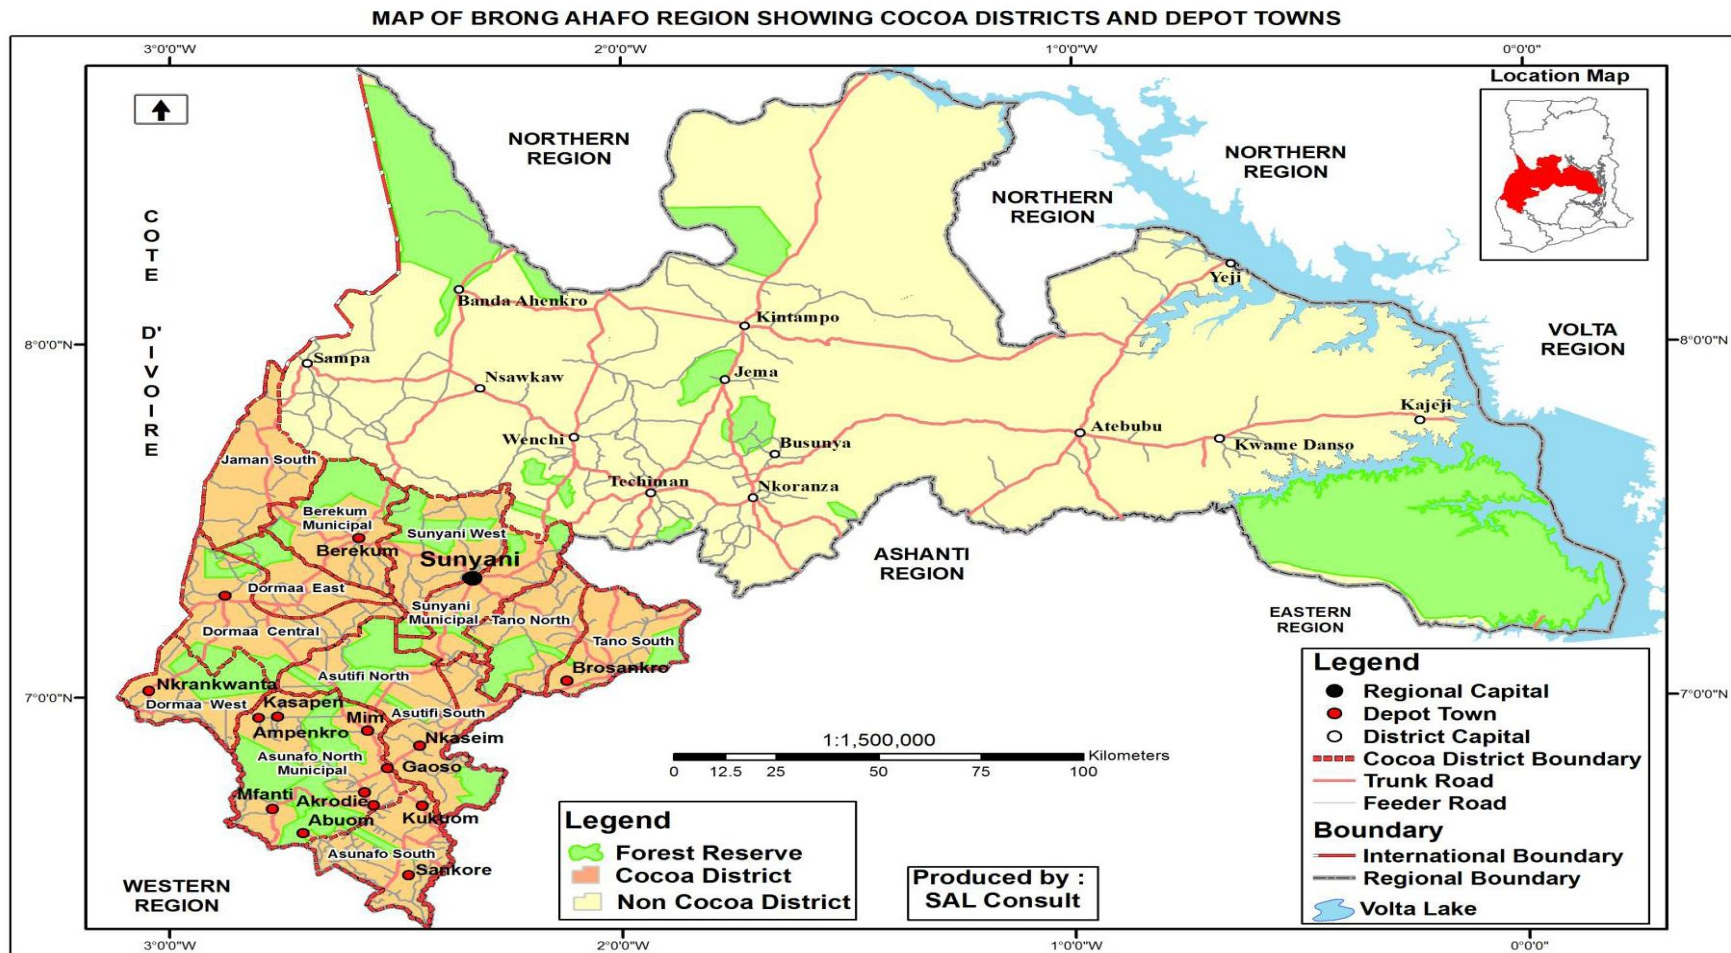 MAP OF BRONG AHAFO REGION SHOWING COCOA DISTRICTS AND DEPOT TOWNS
3°0'0"W
2°0'0"W
1°0'0"W
0°0'0"
Location Map
NORTHERN
REGION
NORTHERN
REGION
NORTHERN
REGION
COTE D'IVOIRE
Yeji
Banda Ahenkro
Kintampo
VOLTA
REGION
8°0'0"N
8°0'0"N
Sampa
Jema
Nsawkaw
Kajeji
Wenchi
Busunya
Atebubu
Kwame Danso
Jaman South
Techiman
Nkoranza
Berekum
Municipal
Sunyani West
Berekum
Sunyani
ASHANTI
REGION
Dormaa East
Sunyani
Municipal
Tano North
EASTERN
REGION
Dormaa Central
Tano South
Brosankro
Asutifi North
Nkrankwanta
7°0'0"N
7°0'0"N
Dormaa West
Kasapen
Asutifi South
Mim
Ampenkro
Nkaseim
Asunafo North
Municipal
Gaoso
Mfanti
Akrodie
Abuom
Kukuom
Asunafo South
Sankore
WESTERN
REGION
1:1,500,000
Kilometers
0 12.5 25 50 75 100
Legend
Forest Reserve
Cocoa District
Non Cocoa District
Produced by :
SAL Consult
Legend
Regional Capital
Depot Town
District Capital
Cocoa District Boundary
Trunk Road
Feeder Road
Boundary
International Boundary
Regional Boundary
Volta Lake
3°0'0"W
2°0'0"W
1°0'0"W
0°0'0"